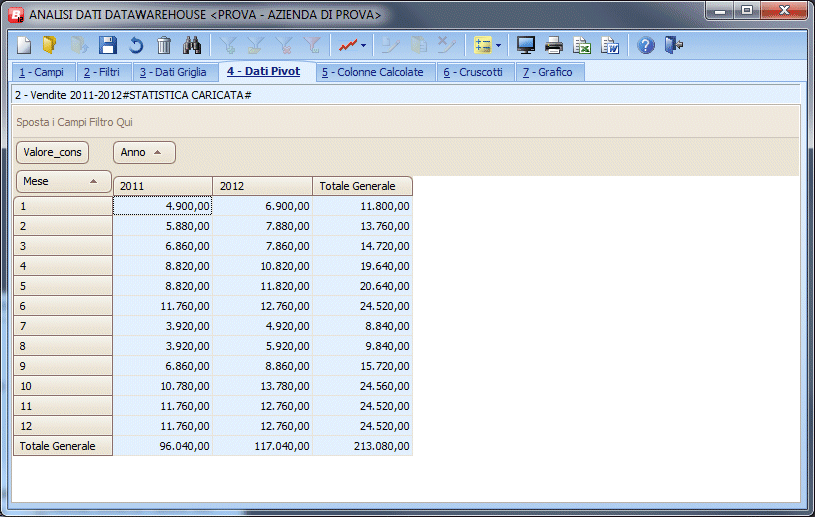 ANALISI DATI DATAWAREHOUSE <PROVA - AZIENDA DI PROVA>
1 - Campi 2 - Filtri 3 - Dati Griglia 4 - Dati Pivot 5 - Colonne Calcolate 6 - Cruscotti 7 - Grafico
2 - Vendite 2011-2012#STATISTICA CARICATA#
Sposta i Campi Filtro Qui
Valore_cons Anno
Mese 2011 2012 Totale Generale
1 4.900,00 6.900,00 11.800,00
2 5.880,00 7.880,00 13.760,00
3 6.860,00 7.860,00 14.720,00
4 8.820,00 10.820,00 19.640,00
5 8.820,00 11.820,00 20.640,00
6 11.760,00 12.760,00 24.520,00
7 3.920,00 4.920,00 8.840,00
8 3.920,00 5.920,00 9.840,00
9 6.860,00 8.860,00 15.720,00
10 10.780,00 13.780,00 24.560,00
11 11.760,00 12.760,00 24.520,00
12 11.760,00 12.760,00 24.520,00
Totale Generale 96.040,00 117.040,00 213.080,00